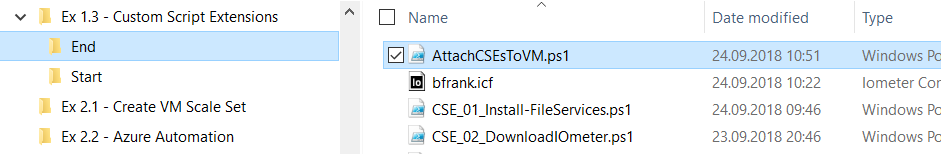 Ex 1.3 - Custom Script Extensions
End
Start
Ex 2.1 - Create VM Scale Set
Ex 2.2 - Azure Automation
Name Date modified Type
AttachCSEsToVM.ps1 24.09.2018 10:51 Windows Po
Io bfrank.icf 24.09.2018 10:22 Iometer Con
CSE_01_Install-FileServices.ps1 24.09.2018 09:46 Windows Po
CSE_02_DownloadIOmeter.ps1 23.09.2018 20:46 Windows Po